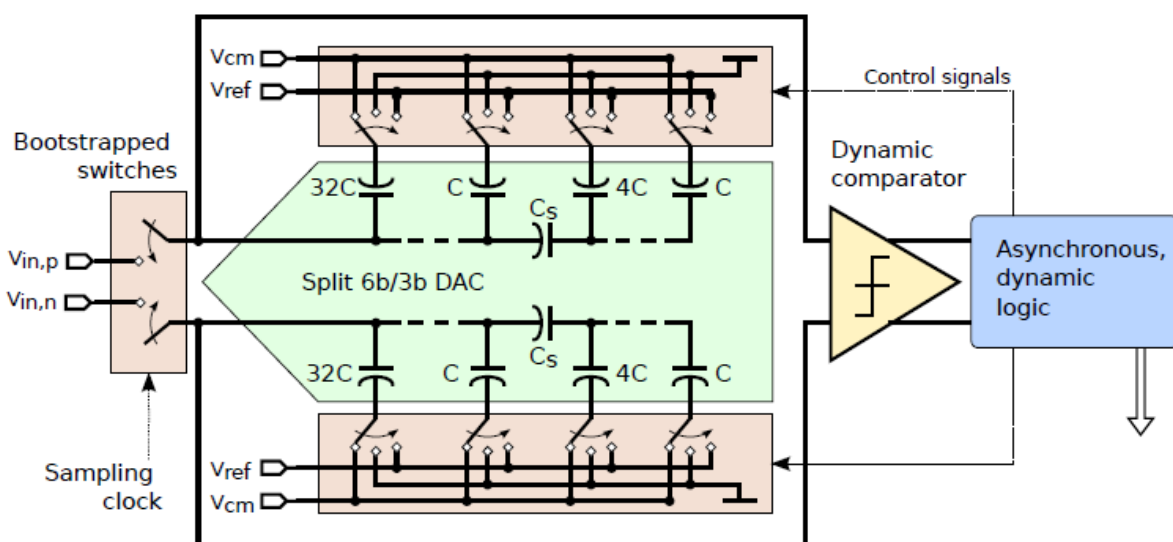 Vcm
Vref
Control signals
Bootstrapped
switches
Dynamic
comparator
32C
C
4C
C
Cs
Vin,p
Vin,n
Split 6b/3b DAC
Asynchronous,
dynamic
logic
Cs
32C
C
4C
C
Sampling
clock
Vref
Vcm